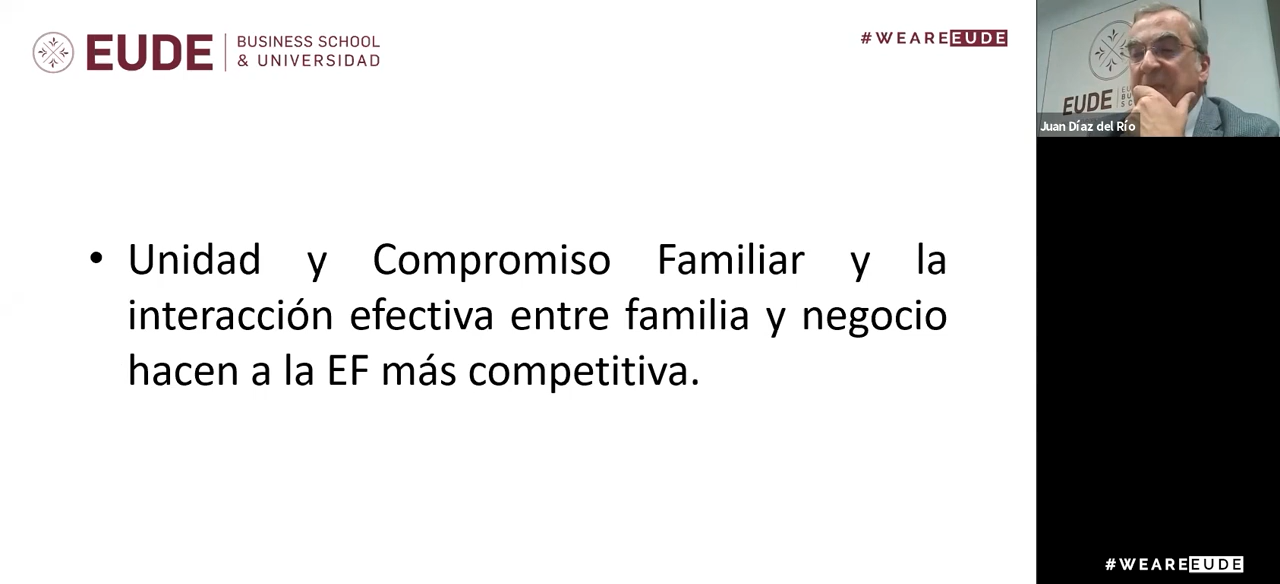 EUDE
BUSINESS SCHOOL
& UNIVERSIDAD
#WEAREEUDE
• Unidad y Compromiso Familiar y la
interacción efectiva entre familia y negocio
hacen a la EF más competitiva.
EUDE
Juan Díaz del Río
#WEAREEUDE